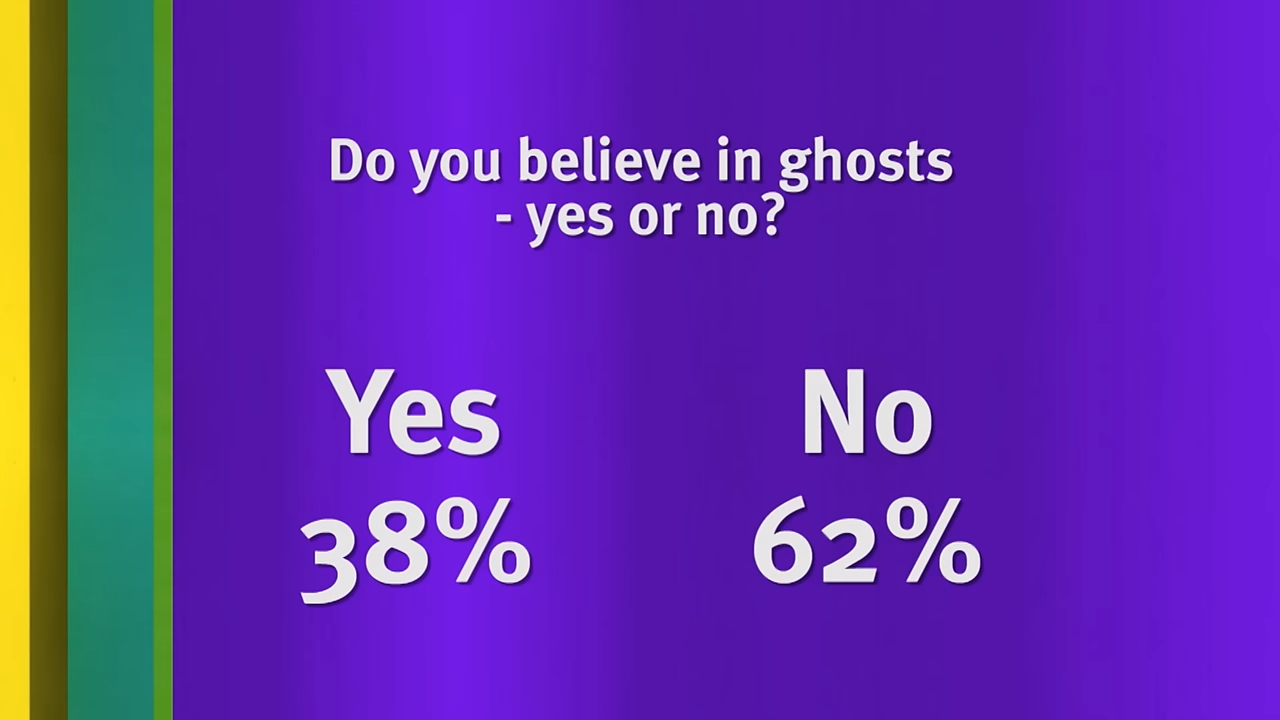 Do you believe in ghosts
- yes or no?
Yes No
38% 62%